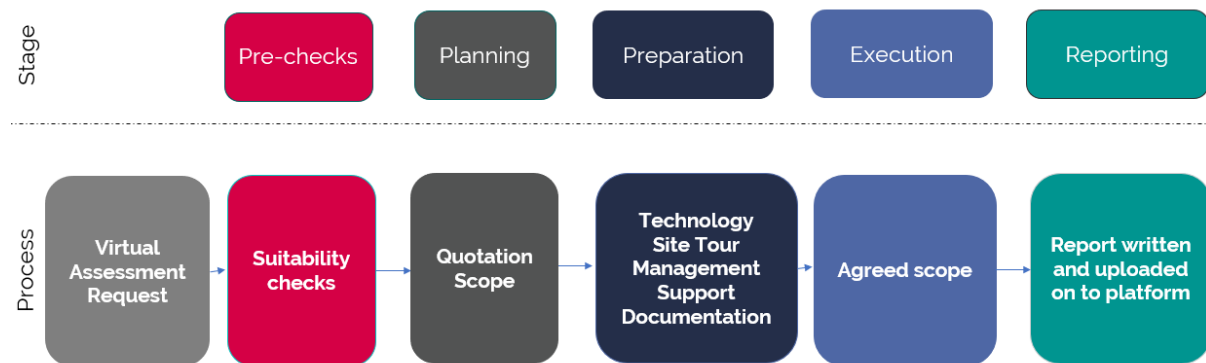 Stage
Pre-checks
Planning
Preparation
Execution
Reporting
Process
Virtual
Assessment
Request
Suitability
checks
Quotation
Scope
Technology
Site Tour
Management
Support
Documentation
Agreed scope
Report written
and uploaded
on to platform